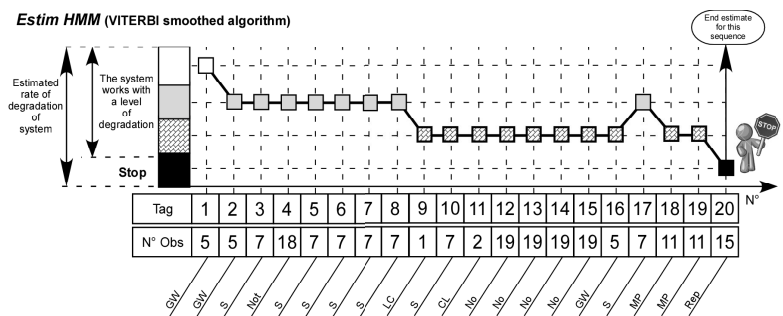 Estim HMM (VITERBI smoothed algorithm)
End estimate
for this
sequence
Estimated
rate of
degradation
of
system
The system
works with
a level
of
degradation
Stop
STOP
N°
Tag 1 2 3 4 5 6 7 8 9 10 11 12 13 14 15 16 17 18 19 20
N° Obs 5 5 7 18 7 7 7 7 1 7 2 19 19 19 19 5 7 11 11 15
GW GW S Not S S S S LC S CL No No No No GW S MP MP Rep